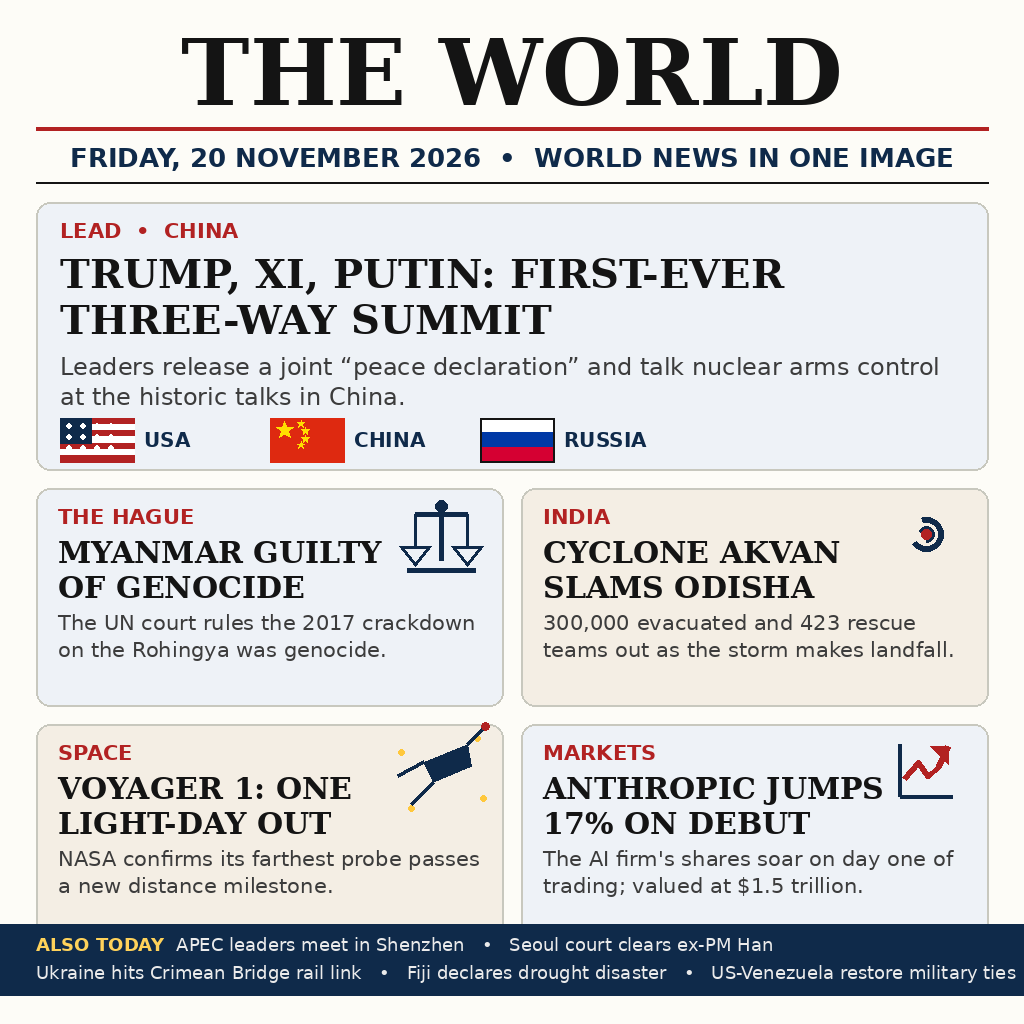 THE WORLD
FRIDAY, 20 NOVEMBER 2026 • WORLD NEWS IN ONE IMAGE
LEAD • CHINA
TRUMP, XI, PUTIN: FIRST-EVER
THREE-WAY SUMMIT
Leaders release a joint “peace declaration” and talk nuclear arms control
at the historic talks in China.
USA
CHINA
RUSSIA
THE HAGUE
MYANMAR GUILTY
OF GENOCIDE
The UN court rules the 2017 crackdown
on the Rohingya was genocide.
INDIA
CYCLONE AKVAN
SLAMS ODISHA
300,000 evacuated and 423 rescue
teams out as the storm makes landfall.
SPACE
VOYAGER 1: ONE
LIGHT-DAY OUT
NASA confirms its farthest probe passes
a new distance milestone.
MARKETS
ANTHROPIC JUMPS
17% ON DEBUT
The AI firm's shares soar on day one of
trading; valued at $1.5 trillion.
ALSO TODAY APEC leaders meet in Shenzhen • Seoul court clears ex-PM Han
Ukraine hits Crimean Bridge rail link • Fiji declares drought disaster • US-Venezuela restore military ties